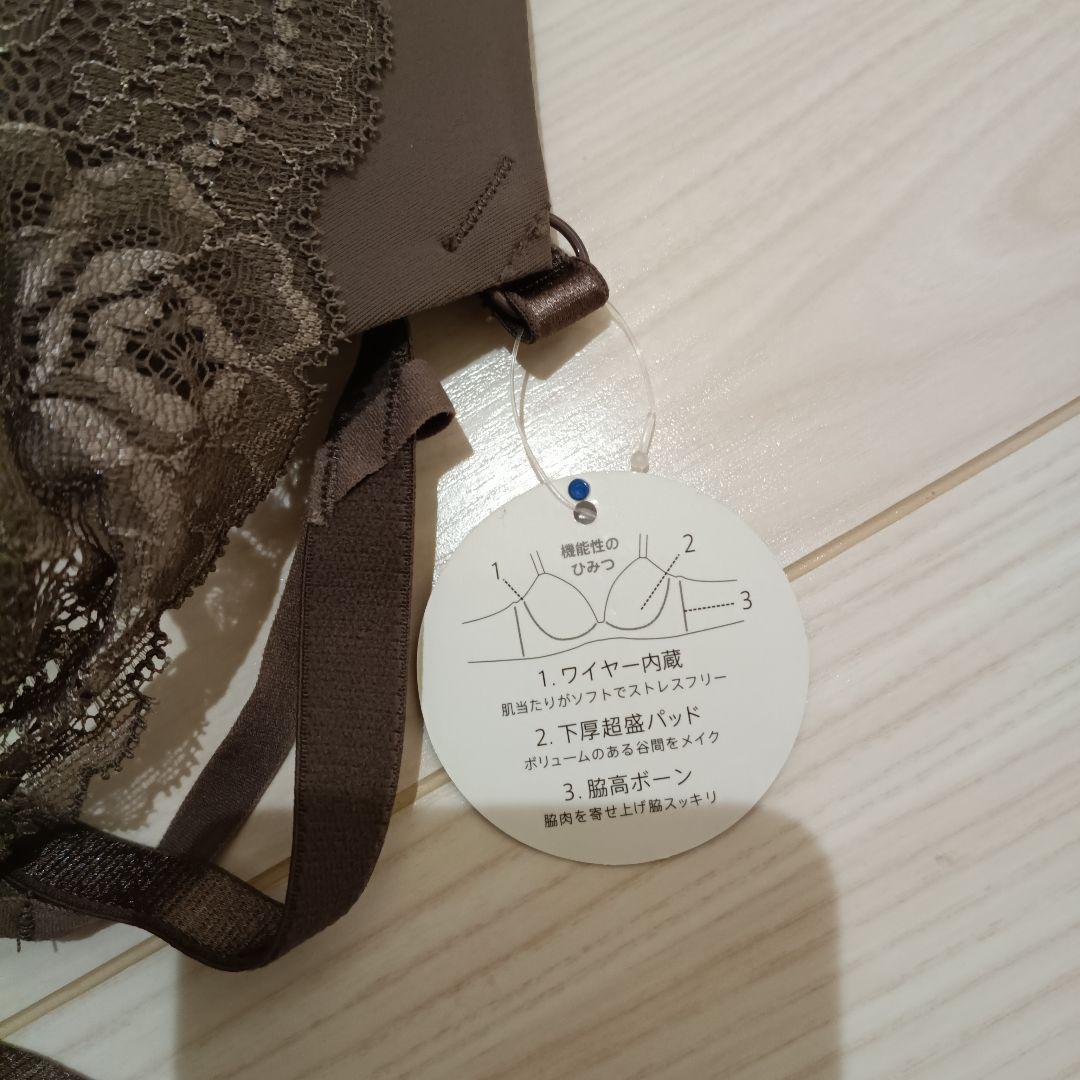 機能性の
ひみつ
1
2
3
1. ワイヤー内蔵
肌当たりがソフトでストレスフリー
2. 下厚超盛パッド
ボリュームのある谷間をメイク
3. 脇高ボーン
脇肉を寄せ上げ脇スッキリ